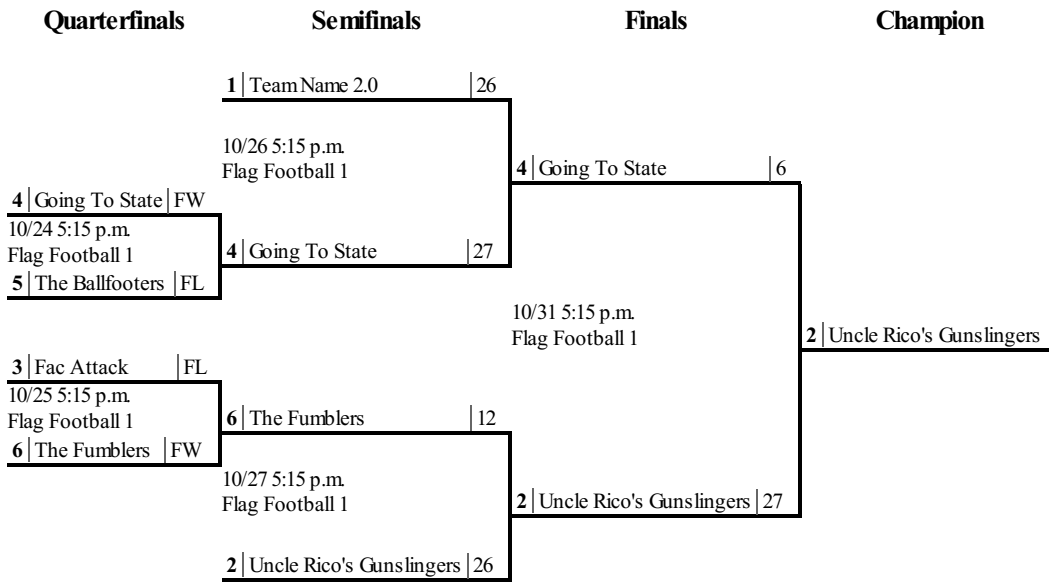 Quarterfinals Semifinals Finals Champion
1 Team Name 2.0 26
10/26 5:15 p.m.
Flag Football 1
4 Going To State 6
4 Going To State FW
10/24 5:15 p.m.
Flag Football 1
4 Going To State 27
5 The Ballfooters FL
10/31 5:15 p.m.
Flag Football 1
2 Uncle Rico's Gunslingers
3 Fac Attack FL
10/25 5:15 p.m.
Flag Football 1
6 The Fumblers 12
6 The Fumblers FW
10/27 5:15 p.m.
Flag Football 1
2 Uncle Rico's Gunslingers 27
2 Uncle Rico's Gunslingers 26